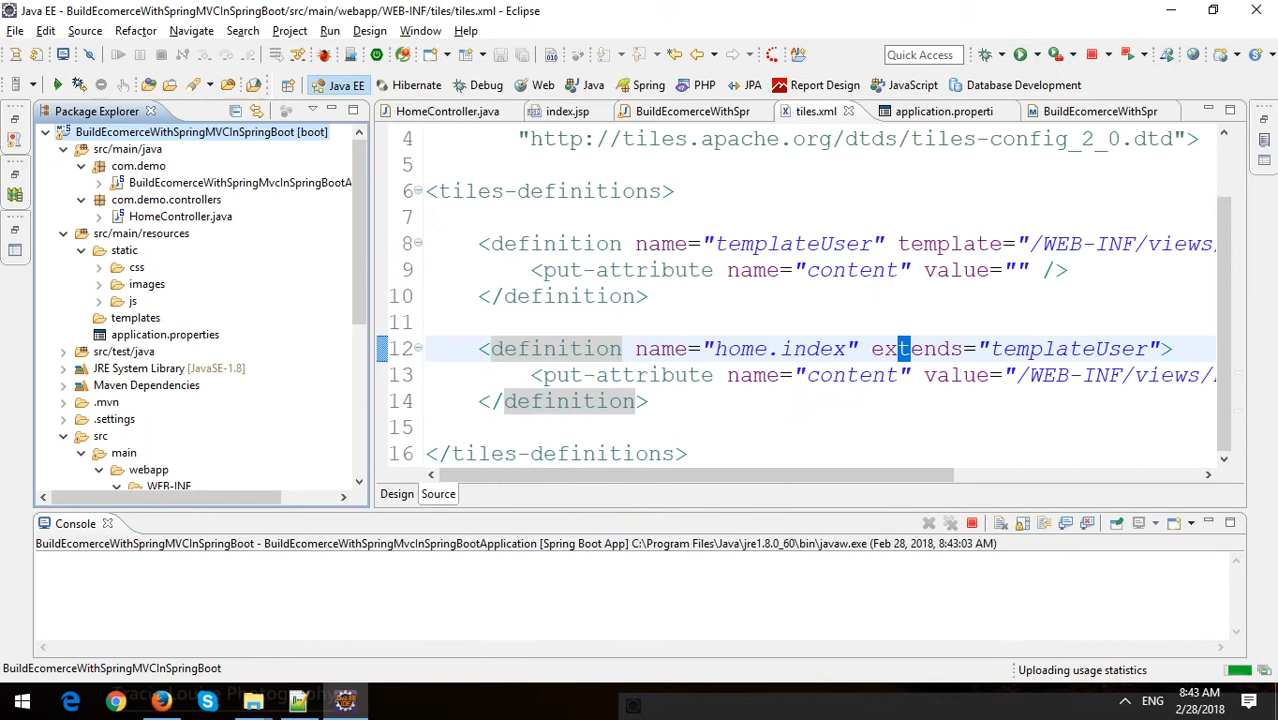 Java EE - BuildEcomerceWithSpringMVCInSpringBoot/src/main/webapp/WEB-INF/tiles/tiles.xml - Eclipse
File Edit Source Refactor Navigate Search Project Run Design Window Help
Quick Access
Java EE Hibernate Debug Web Java Spring PHP JPA Report Design JavaScript Database Development
Package Explorer
HomeController.java index.jsp BuildEcomerceWithSpr tiles.xml application.properti BuildEcomerceWithSpr
BuildEcomerceWithSpringMVCInSpringBoot [boot]
src/main/java
com.demo
BuildEcomerceWithSpringMvcInSpringBootA
com.demo.controllers
HomeController.java
src/main/resources
static
css
images
js
templates
application.properties
src/test/java
JRE System Library [JavaSE-1.8]
Maven Dependencies
.mvn
.settings
src
main
webapp
WEB-INF
4 "http://tiles.apache.org/dtds/tiles-config_2_0.dtd">
5
6 <tiles-definitions>
7
8 <definition name="templateUser" template="/WEB-INF/views/
9 <put-attribute name="content" value="" />
10 </definition>
11
12 <definition name="home.index" extends="templateUser">
13 <put-attribute name="content" value="/WEB-INF/views/
14 </definition>
15
16 </tiles-definitions>
Design Source
Console
BuildEcomerceWithSpringMVCInSpringBoot - BuildEcomerceWithSpringMvcInSpringBootApplication [Spring Boot App] C:\Program Files\Java\jre1.8.0_60\bin\javaw.exe (Feb 28, 2018, 8:43:03 AM)
BuildEcomerceWithSpringMVCInSpringBoot
Uploading usage statistics
ENG
8:43 AM
2/28/2018